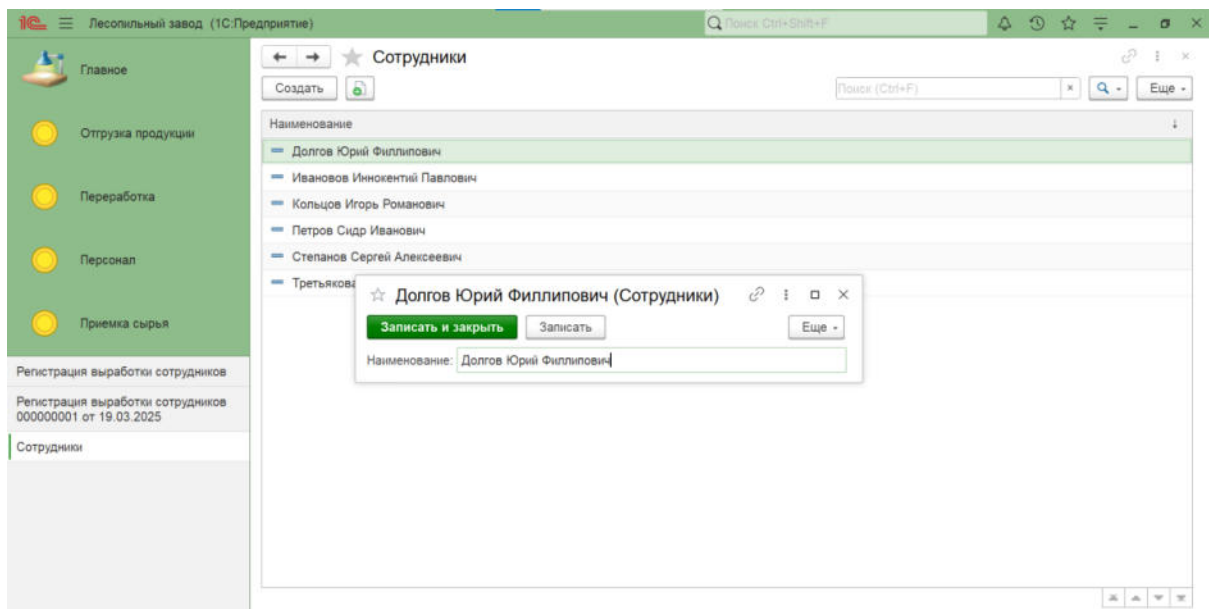 1С Лесопильный завод (1С:Предприятие) Поиск Ctrl+Shift+F
Главное
Отгрузка продукции
Переработка
Персонал
Приемка сырья
Регистрация выработки сотрудников
Регистрация выработки сотрудников
000000001 от 19.03.2025
Сотрудники
Сотрудники
Создать Поиск (Ctrl+F) Еще
Наименование
Долгов Юрий Филлипович
Ивановов Иннокентий Павлович
Кольцов Игорь Романович
Петров Сидр Иванович
Степанов Сергей Алексеевич
Третьякова
Долгов Юрий Филлипович (Сотрудники)
Записать и закрыть Записать Еще
Наименование: Долгов Юрий Филлипович